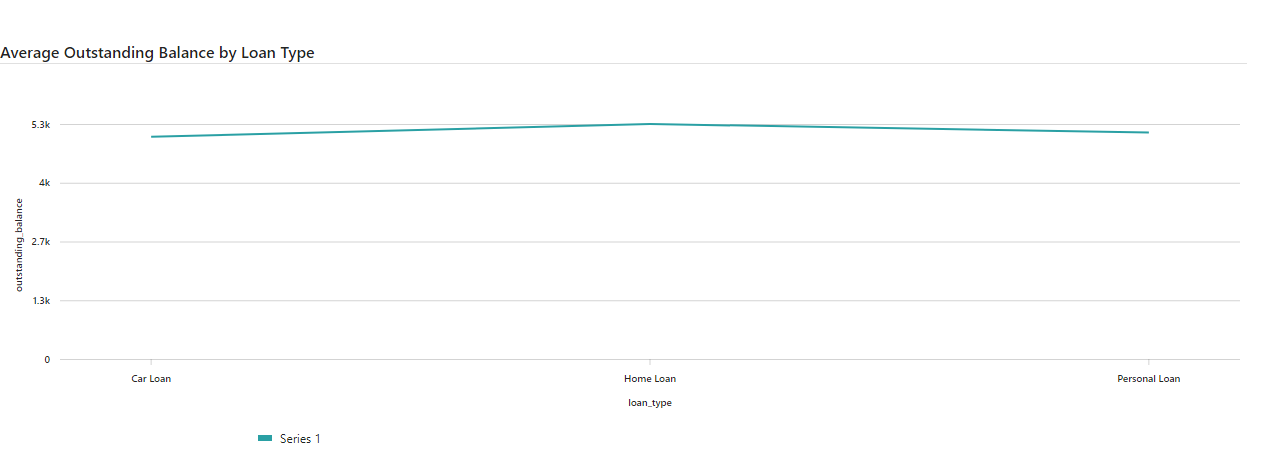 Average Outstanding Balance by Loan Type
5.3k
4k
2.7k
1.3k
0
outstanding_balance
Car Loan
Home Loan
Personal Loan
loan_type
Series 1